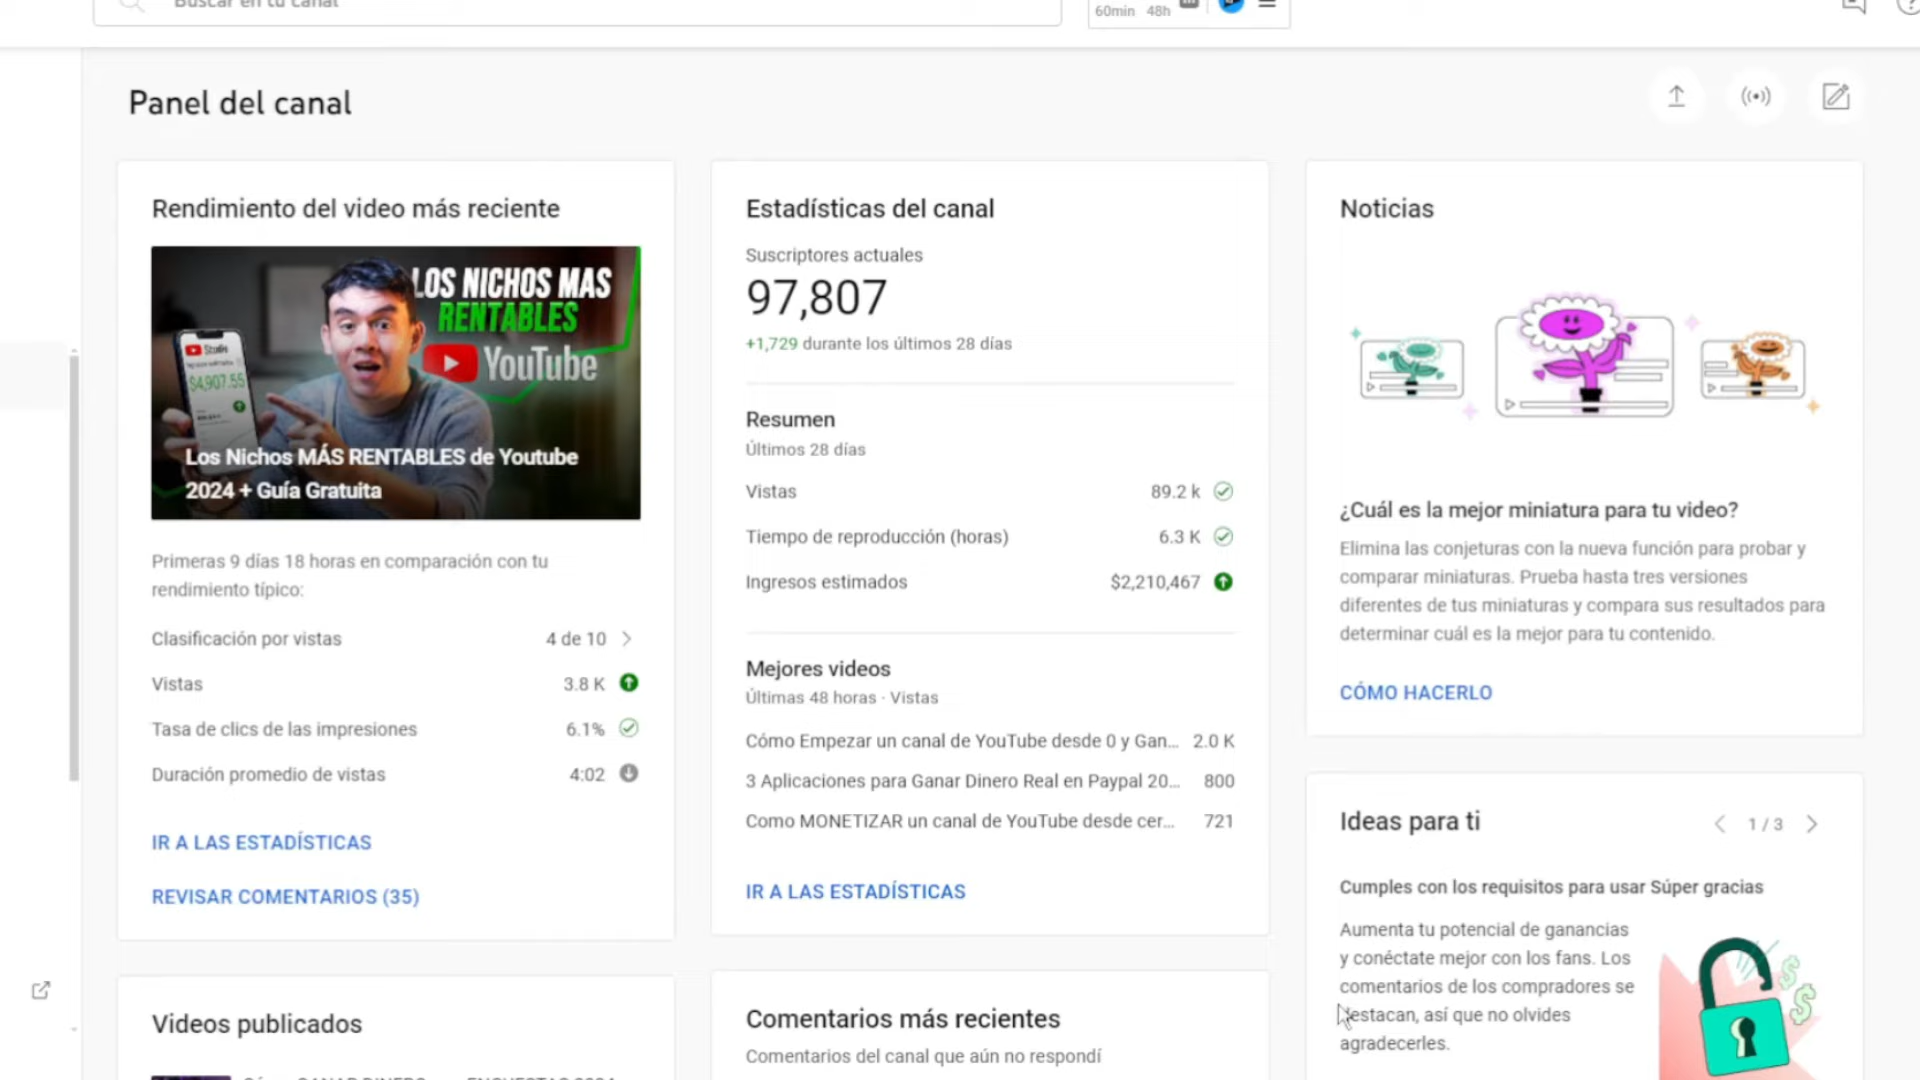 Buscar en tu canal
60min 48h
Panel del canal
Rendimiento del video más reciente
LOS NICHOS MAS
RENTABLES
YouTube
Studio
$4,907.55
Los Nichos MÁS RENTABLES de Youtube
2024 + Guía Gratuita
Primeras 9 días 18 horas en comparación con tu
rendimiento típico:
Clasificación por vistas 4 de 10
Vistas 3.8 K
Tasa de clics de las impresiones 6.1%
Duración promedio de vistas 4:02
IR A LAS ESTADÍSTICAS
REVISAR COMENTARIOS (35)
Videos publicados
Estadísticas del canal
Suscriptores actuales
97,807
+1,729 durante los últimos 28 días
Resumen
Últimos 28 días
Vistas 89.2 k
Tiempo de reproducción (horas) 6.3 K
Ingresos estimados $2,210,467
Mejores videos
Últimas 48 horas · Vistas
Cómo Empezar un canal de YouTube desde 0 y Gan... 2.0 K
3 Aplicaciones para Ganar Dinero Real en Paypal 20... 800
Como MONETIZAR un canal de YouTube desde cer... 721
IR A LAS ESTADÍSTICAS
Comentarios más recientes
Comentarios del canal que aún no respondí
Noticias
¿Cuál es la mejor miniatura para tu video?
Elimina las conjeturas con la nueva función para probar y
comparar miniaturas. Prueba hasta tres versiones
diferentes de tus miniaturas y compara sus resultados para
determinar cuál es la mejor para tu contenido.
CÓMO HACERLO
Ideas para ti 1 / 3
Cumples con los requisitos para usar Súper gracias
Aumenta tu potencial de ganancias
y conéctate mejor con los fans. Los
comentarios de los compradores se
destacan, así que no olvides
agradecerles.